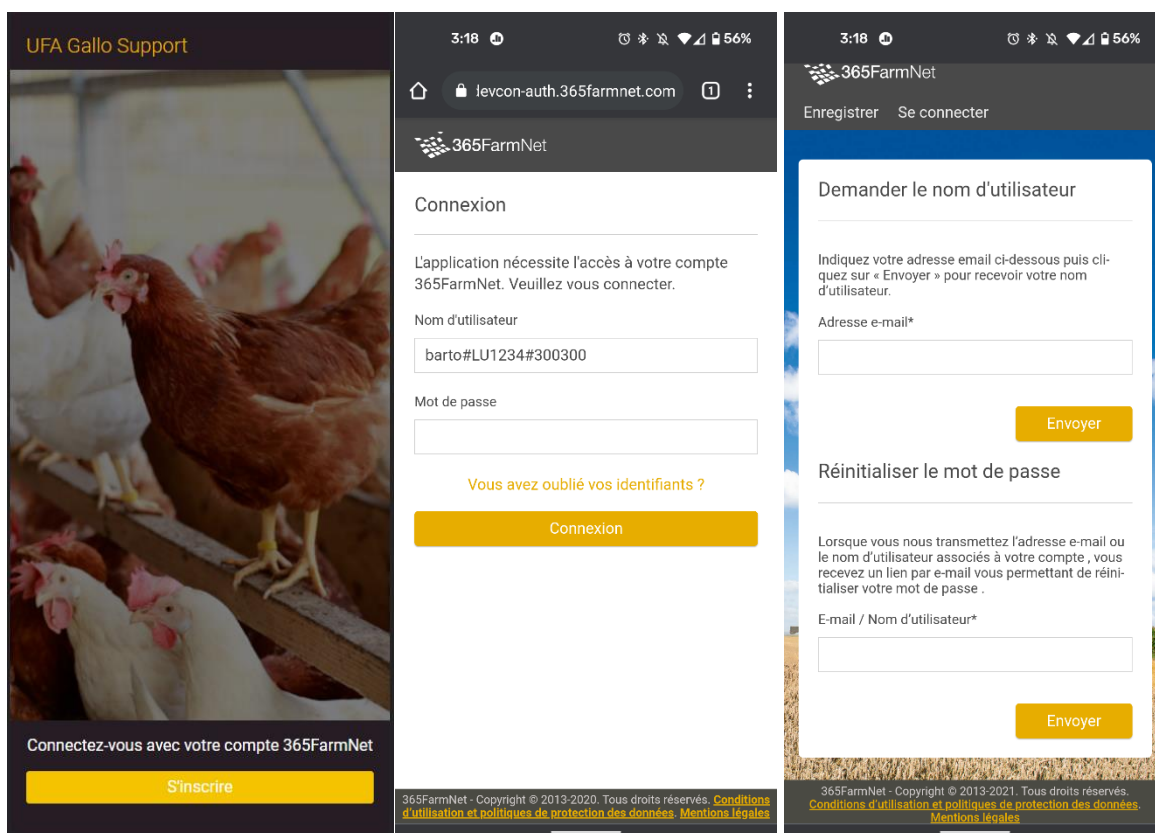 UFA Gallo Support
Connectez-vous avec votre compte 365FarmNet
S'inscrire
3:18
56%
devcon-auth.365farmnet.com
1
365FarmNet
Connexion
L'application nécessite l'accès à votre compte
365FarmNet. Veuillez vous connecter.
Nom d'utilisateur
barto#LU1234#300300
Mot de passe
Vous avez oublié vos identifiants ?
Connexion
365FarmNet - Copyright © 2013-2020. Tous droits réservés. Conditions
d'utilisation et politiques de protection des données. Mentions légales
3:18
56%
365FarmNet
Enregistrer Se connecter
Demander le nom d'utilisateur
Indiquez votre adresse email ci-dessous puis cli-
quez sur « Envoyer » pour recevoir votre nom
d'utilisateur.
Adresse e-mail*
Envoyer
Réinitialiser le mot de passe
Lorsque vous nous transmettez l'adresse e-mail ou
le nom d'utilisateur associés à votre compte , vous
recevez un lien par e-mail vous permettant de réini-
tialiser votre mot de passe .
E-mail / Nom d'utilisateur*
Envoyer
365FarmNet - Copyright © 2013-2021. Tous droits réservés.
Conditions d'utilisation et politiques de protection des données.
Mentions légales